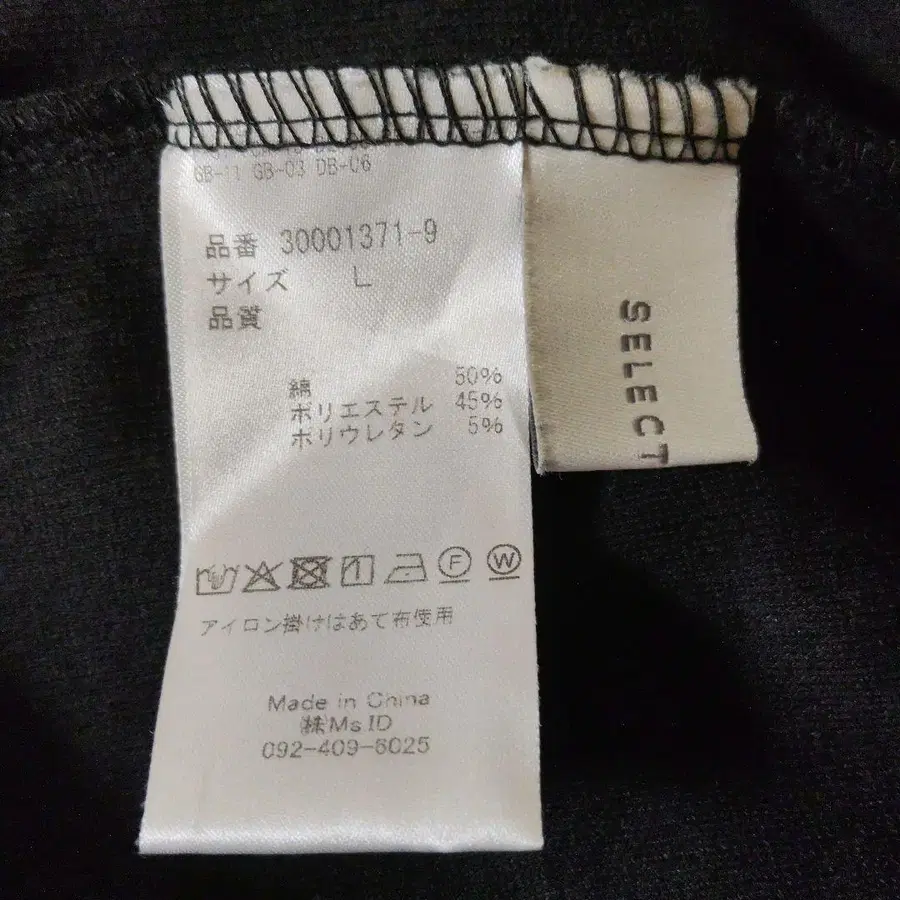 GB-11 GB-03 DB-06
品番 30001371-9
サイズ L
品質
綿 50%
ポリエステル 45%
ポリウレタン 5%
F W
アイロン掛けはあて布使用
Made in China
㈱Ms.ID
092-409-6025
SELECT